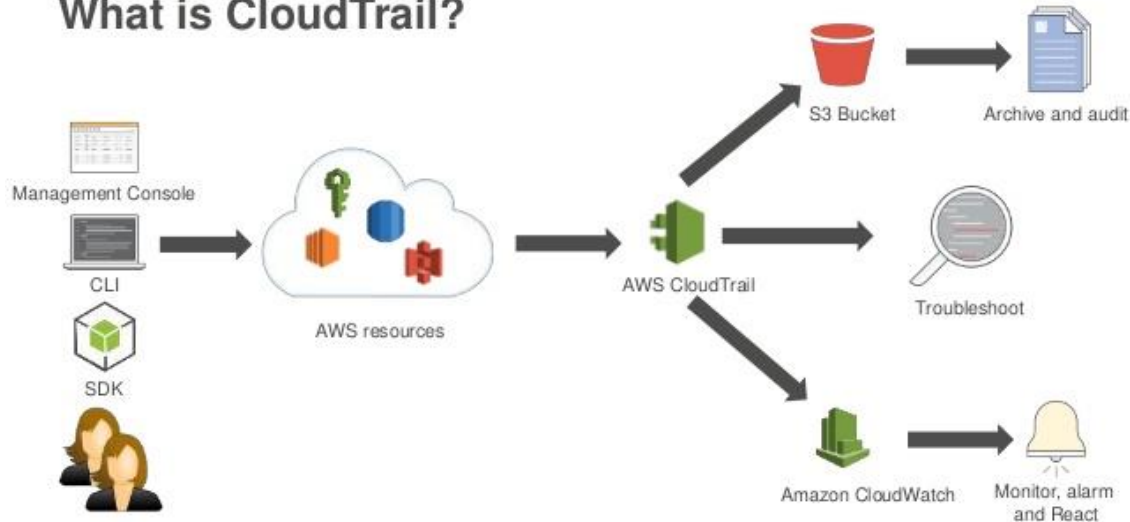 What is CloudTrail?
S3 Bucket
Archive and audit
Management Console
CLI
AWS resources
AWS CloudTrail
Troubleshoot
SDK
Amazon CloudWatch
Monitor, alarm
and React